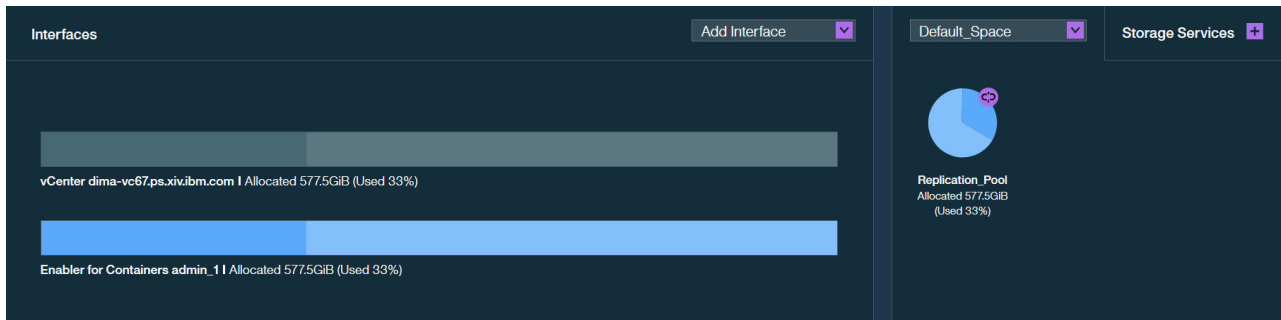 Interfaces
Add Interface
vCenter dima-vc67.ps.xiv.ibm.com I Allocated 577.5GiB (Used 33%)
Enabler for Containers admin_1 I Allocated 577.5GiB (Used 33%)
Default_Space
Storage Services
Replication_Pool
Allocated 577.5GiB
(Used 33%)